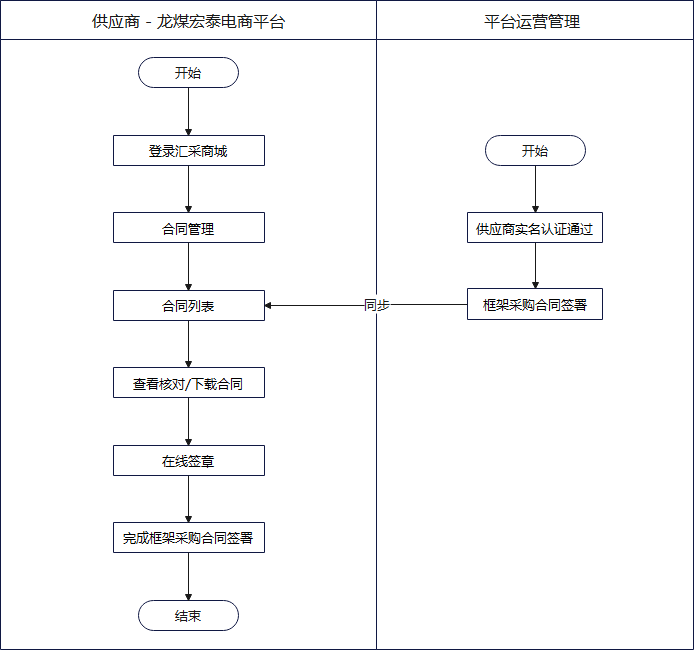 供应商 - 龙煤宏泰电商平台
平台运营管理
开始
登录汇采商城
合同管理
合同列表
查看核对/下载合同
在线签章
完成框架采购合同签署
结束
开始
供应商实名认证通过
框架采购合同签署
同步